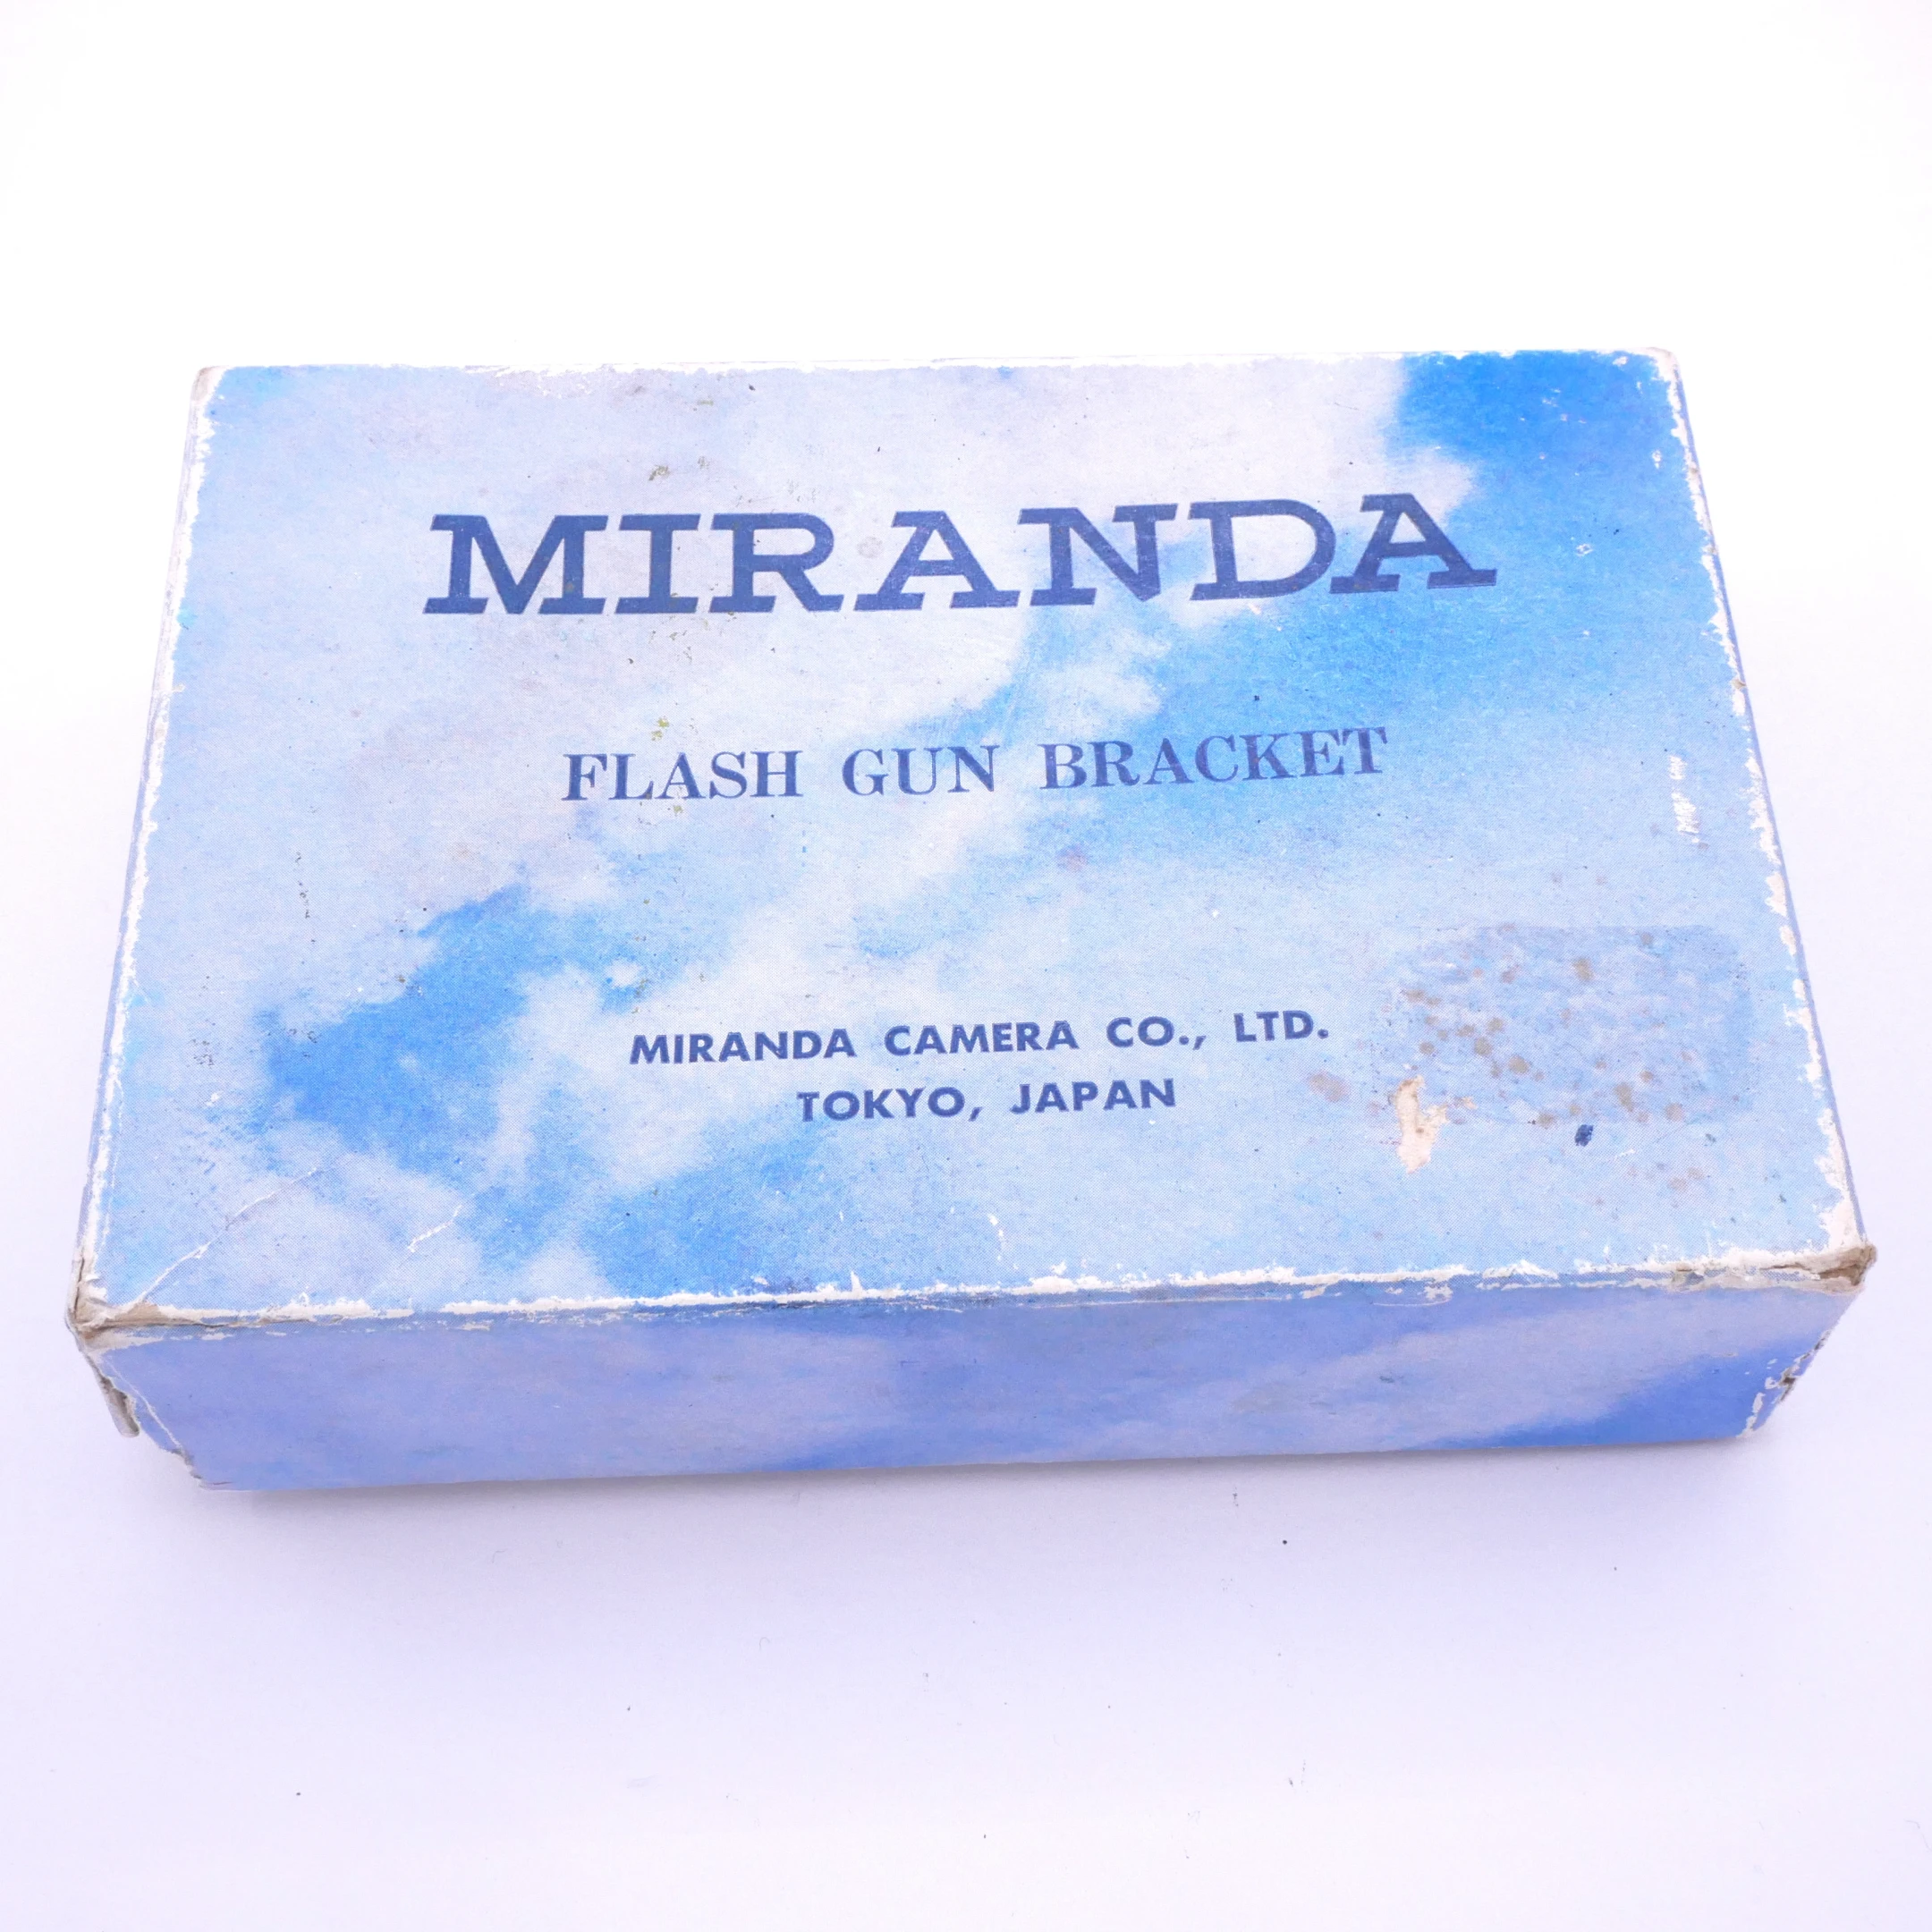 MIRANDA
FLASH GUN BRACKET
MIRANDA CAMERA CO., LTD.
TOKYO, JAPAN